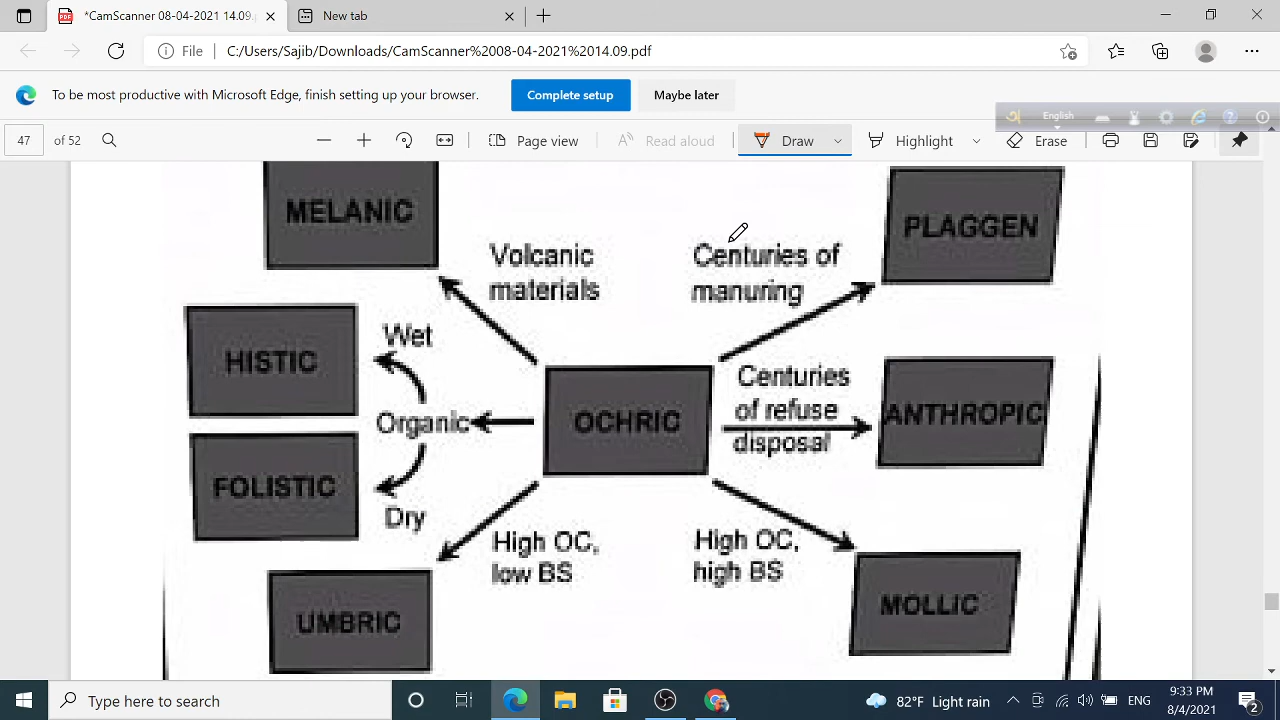 *CamScanner 08-04-2021 14.09.p
New tab
File
C:/Users/Sajib/Downloads/CamScanner%2008-04-2021%2014.09.pdf
To be most productive with Microsoft Edge, finish setting up your browser.
Complete setup
Maybe later
English
47
of 52
Page view
Read aloud
Draw
Highlight
Erase
MELANIC
PLAGGEN
Volcanic
materials
Centuries of
manuring
HISTIC
Wet
Organic
FOLISTIC
Dry
OCHRIC
Centuries
of refuse
disposal
ANTHROPIC
High OC,
low BS
High OC,
high BS
UMBRIC
MOLLIC
Type here to search
82°F Light rain
ENG
9:33 PM
8/4/2021
2